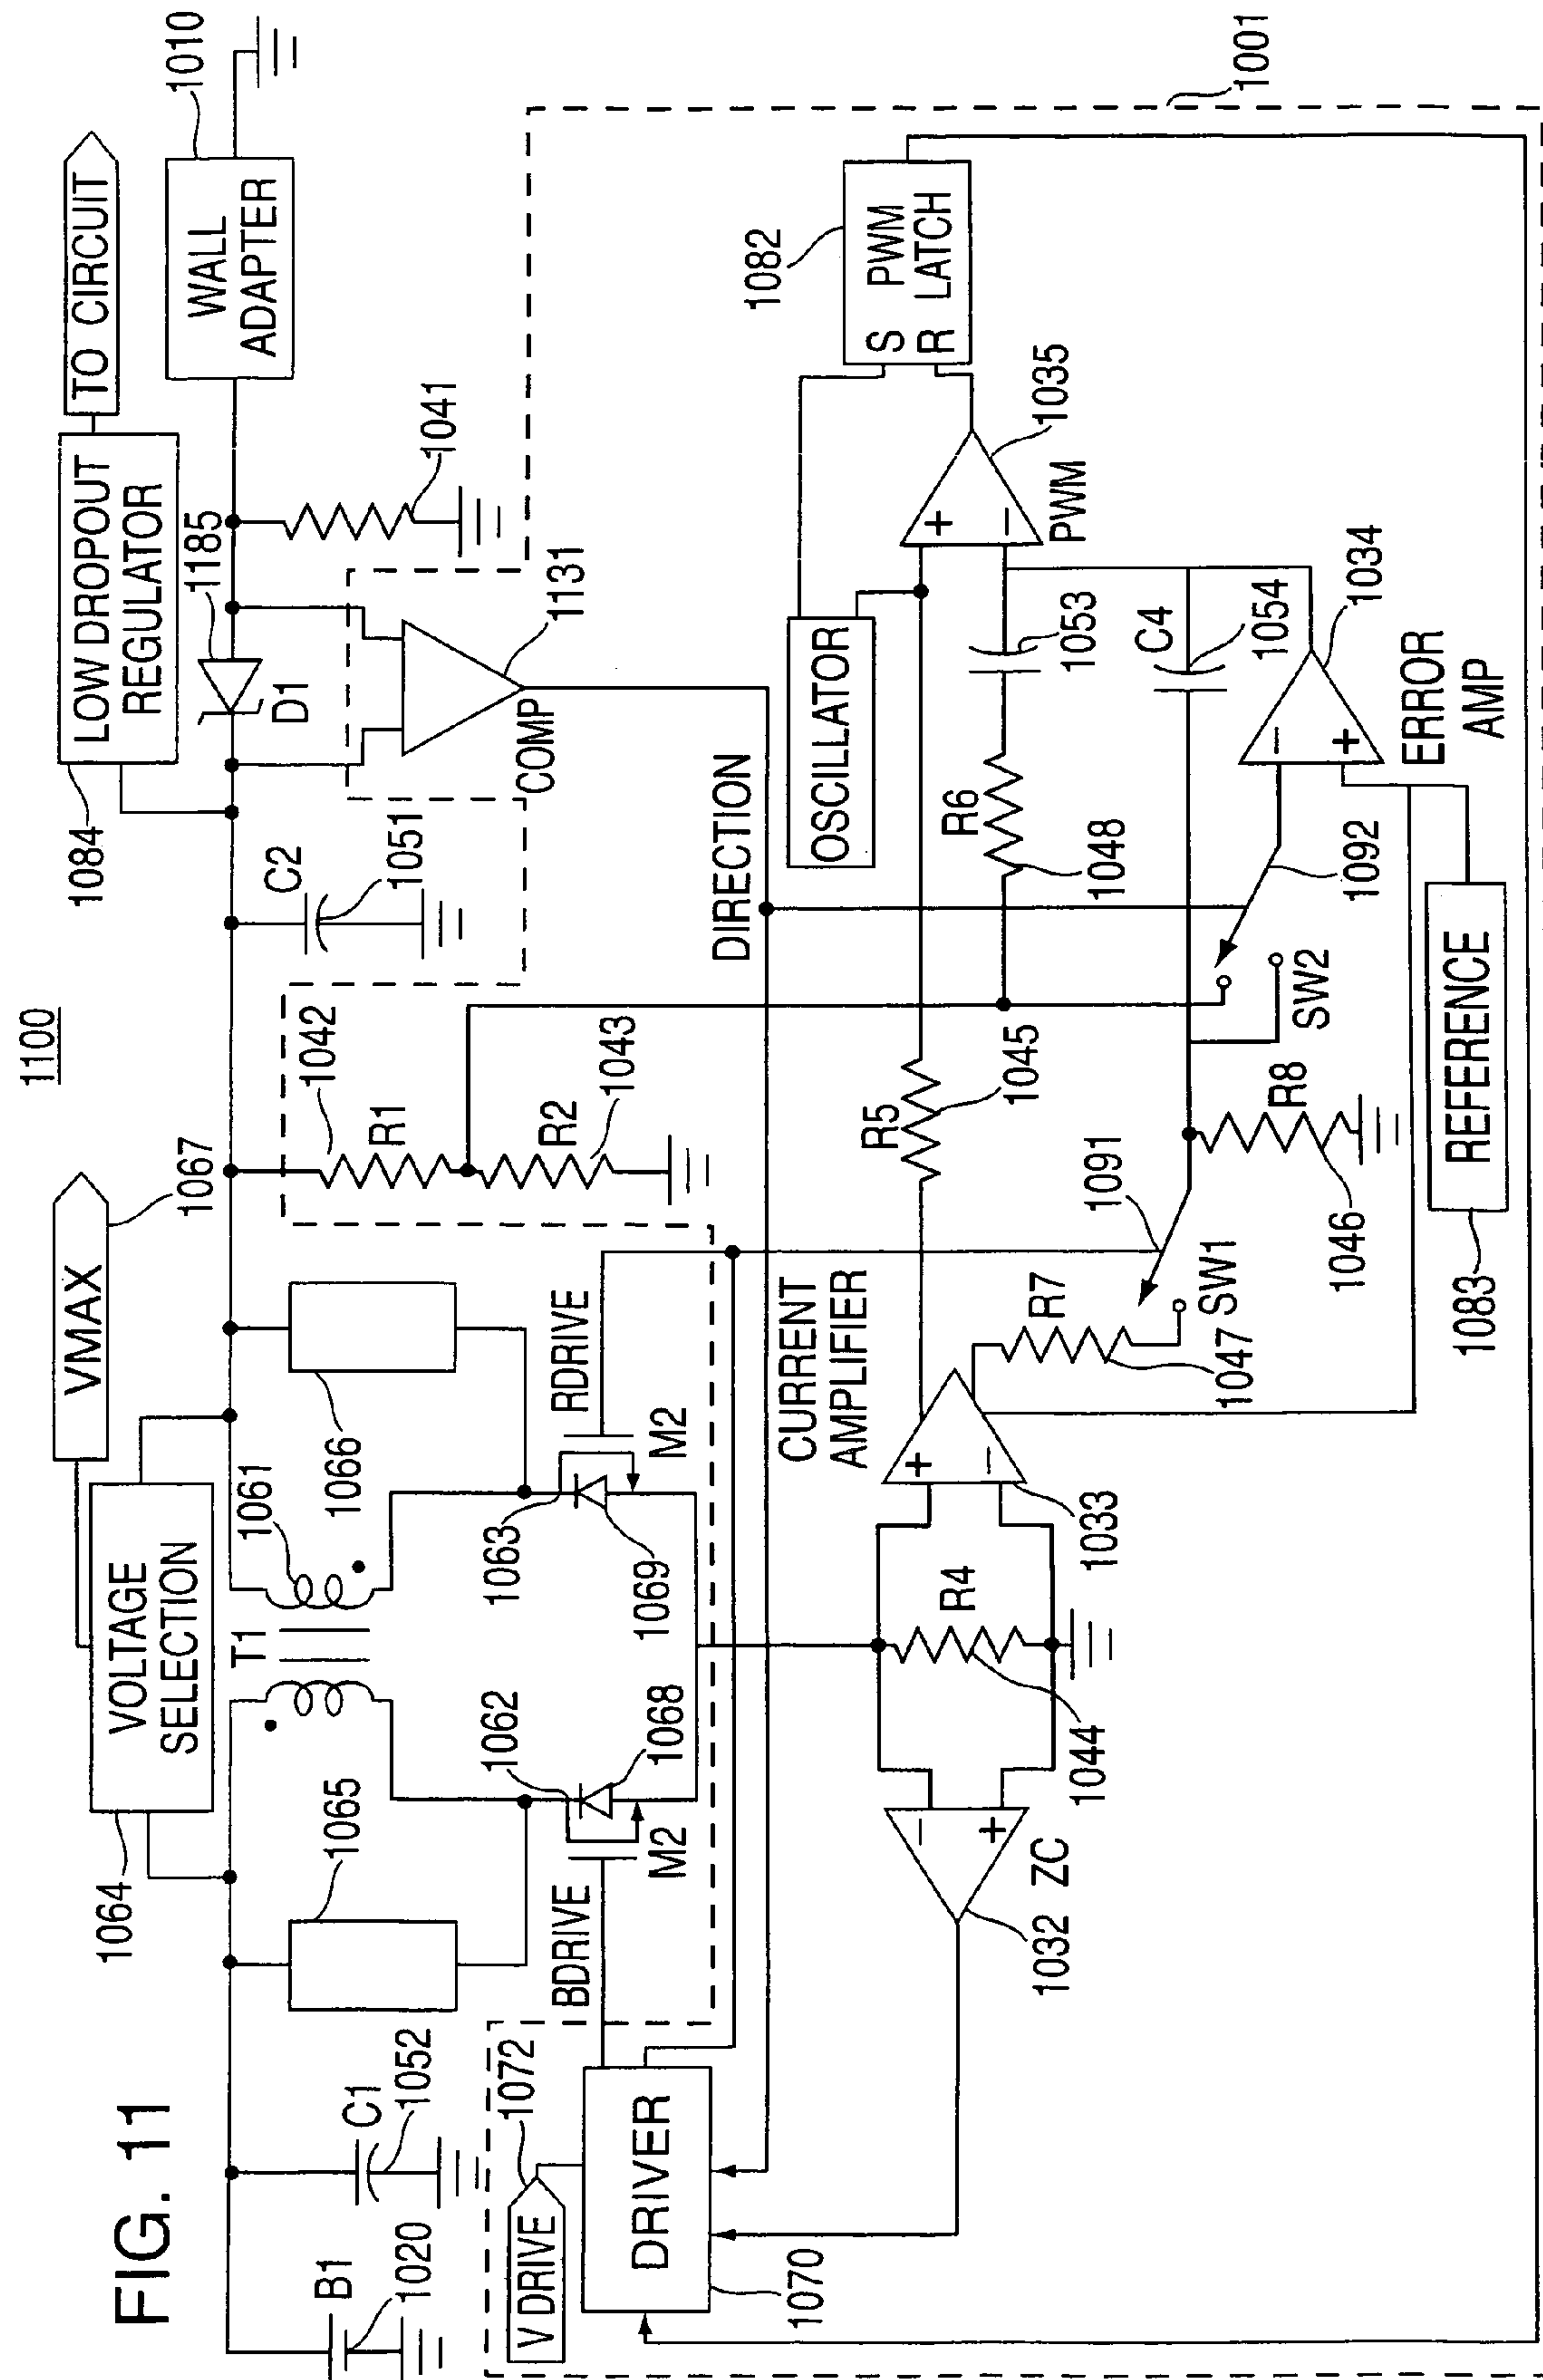 FIG. 11
1100
VMAX
1067
VOLTAGE
SELECTION
1064
LOW DROPOUT
REGULATOR
1084
TO CIRCUIT
WALL
ADAPTER
1010
B1
1020
C1
1052
1065
T1
1061
1066
1042
R1
R2
1043
C2
1051
D1
1185
1041
COMP
1131
V DRIVE
1072
BDRIVE
1062
1068
M2
1063
1069
M2
RDRIVE
DRIVER
1070
DIRECTION
1001
CURRENT
AMPLIFIER
+
−
1033
R4
1044
−
+
1032 ZC
R5
1045
R7
1047
SW1
1091
R8
1046
OSCILLATOR
R6
1048
1053
C4
1054
+
−
PWM
1035
1082
S
R
PWM
LATCH
SW2
1092
−
+
1034
ERROR
AMP
REFERENCE
1083